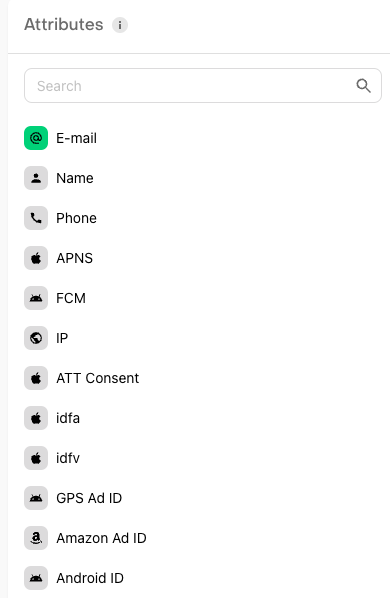 Attributes
Search
E-mail
Name
Phone
APNS
FCM
IP
ATT Consent
idfa
idfv
GPS Ad ID
Amazon Ad ID
Android ID